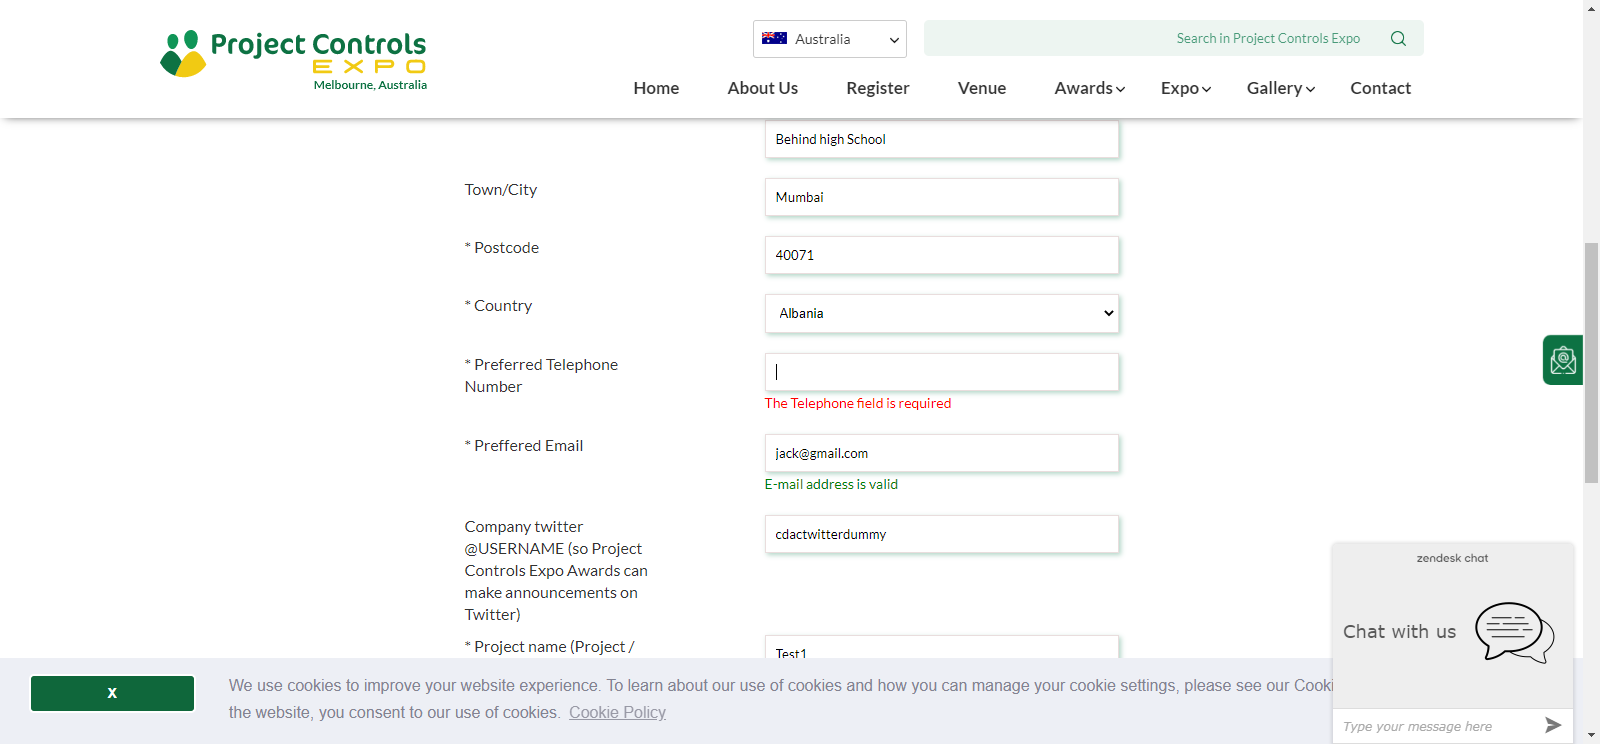 Project Controls
EXPO
Melbourne, Australia
Australia
Search in Project Controls Expo
Home
About Us
Register
Venue
Awards
Expo
Gallery
Contact
Behind high School
Town/City
Mumbai
* Postcode
40071
* Country
Albania
* Preferred Telephone
Number
The Telephone field is required
* Preffered Email
jack@gmail.com
E-mail address is valid
Company twitter
@USERNAME (so Project
Controls Expo Awards can
make announcements on
Twitter)
cdactwitterdummy
* Project name (Project /
Test1
X
We use cookies to improve your website experience. To learn about our use of cookies and how you can manage your cookie settings, please see our Cooki
the website, you consent to our use of cookies. Cookie Policy
zendesk chat
Chat with us
Type your message here